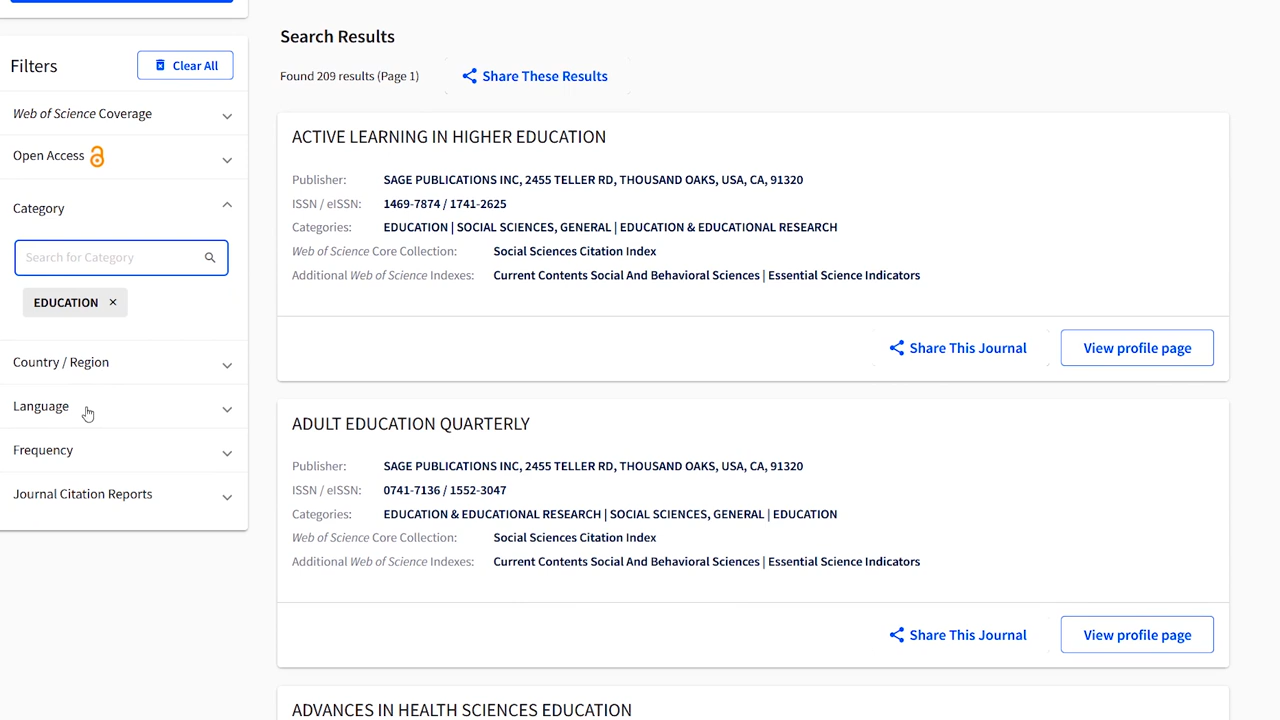 Filters
Clear All
Web of Science Coverage
Open Access
Category
Search for Category
EDUCATION ×
Country / Region
Language
Frequency
Journal Citation Reports
Search Results
Found 209 results (Page 1)
Share These Results
ACTIVE LEARNING IN HIGHER EDUCATION
Publisher: SAGE PUBLICATIONS INC, 2455 TELLER RD, THOUSAND OAKS, USA, CA, 91320
ISSN / eISSN: 1469-7874 / 1741-2625
Categories: EDUCATION | SOCIAL SCIENCES, GENERAL | EDUCATION & EDUCATIONAL RESEARCH
Web of Science Core Collection: Social Sciences Citation Index
Additional Web of Science Indexes: Current Contents Social And Behavioral Sciences | Essential Science Indicators
Share This Journal View profile page
ADULT EDUCATION QUARTERLY
Publisher: SAGE PUBLICATIONS INC, 2455 TELLER RD, THOUSAND OAKS, USA, CA, 91320
ISSN / eISSN: 0741-7136 / 1552-3047
Categories: EDUCATION & EDUCATIONAL RESEARCH | SOCIAL SCIENCES, GENERAL | EDUCATION
Web of Science Core Collection: Social Sciences Citation Index
Additional Web of Science Indexes: Current Contents Social And Behavioral Sciences | Essential Science Indicators
Share This Journal View profile page
ADVANCES IN HEALTH SCIENCES EDUCATION